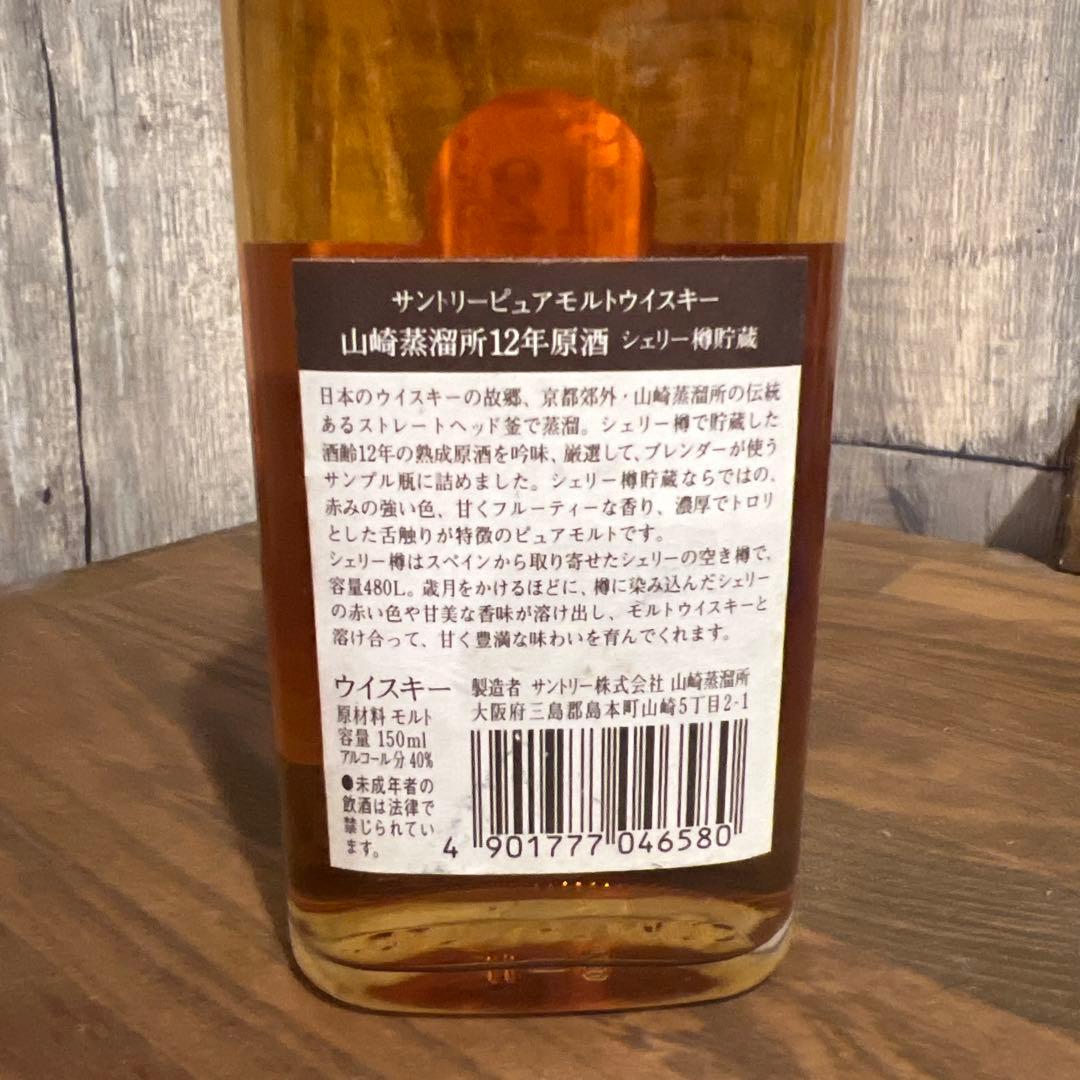 サントリーピュアモルトウイスキー
山崎蒸溜所12年原酒 シェリー樽貯蔵
日本のウイスキーの故郷、京都郊外・山崎蒸溜所の伝統
あるストレートヘッド釜で蒸溜。シェリー樽で貯蔵した
酒齢12年の熟成原酒を吟味、厳選して、ブレンダーが使う
サンプル瓶に詰めました。シェリー樽貯蔵ならではの、
赤みの強い色、甘くフルーティーな香り、濃厚でトロリ
とした舌触りが特徴のピュアモルトです。
シェリー樽はスペインから取り寄せたシェリーの空き樽で、
容量480L。歳月をかけるほどに、樽に染み込んだシェリー
の赤い色や甘美な香味が溶け出し、モルトウイスキーと
溶け合って、甘く豊満な味わいを育んでくれます。
ウイスキー
原材料 モルト
容量 150ml
アルコール分 40%
●未成年者の
飲酒は法律で
禁じられてい
ます。
製造者 サントリー株式会社 山崎蒸溜所
大阪府三島郡島本町山崎5丁目2-1
4 901777 046580